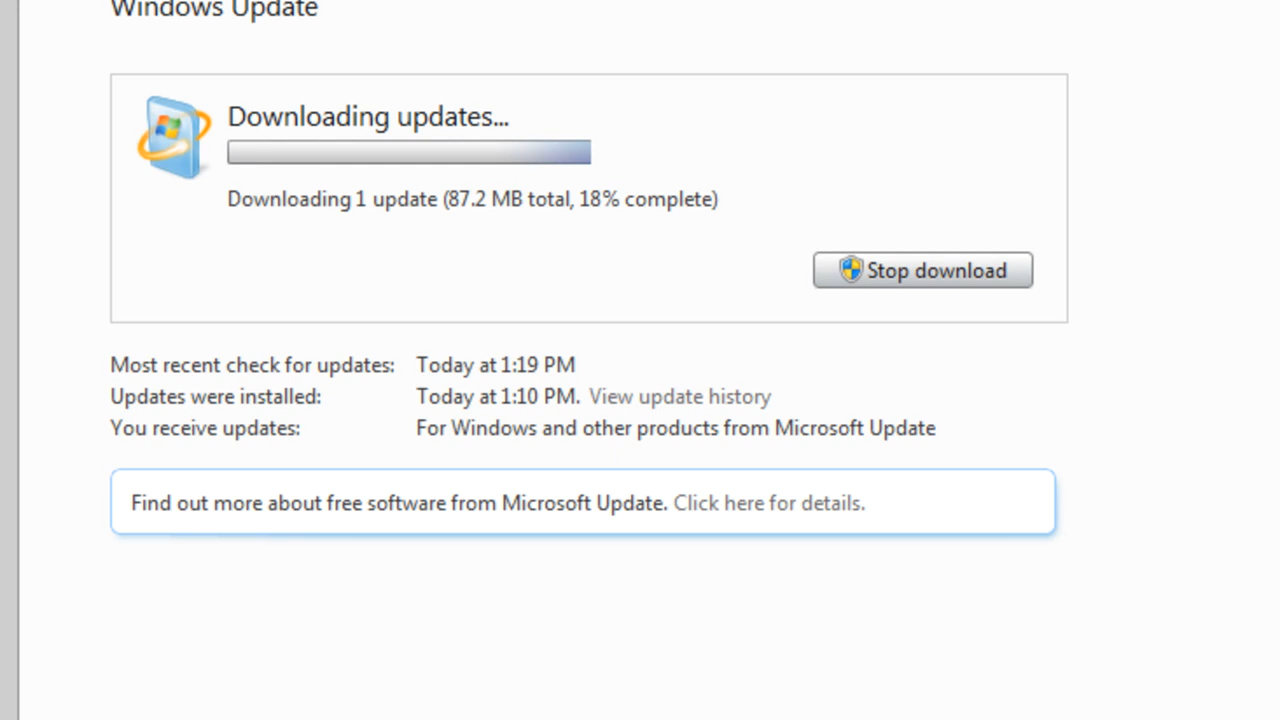 Windows Update
Downloading updates...
Downloading 1 update (87.2 MB total, 18% complete)
Stop download
Most recent check for updates: Today at 1:19 PM
Updates were installed: Today at 1:10 PM. View update history
You receive updates: For Windows and other products from Microsoft Update
Find out more about free software from Microsoft Update. Click here for details.